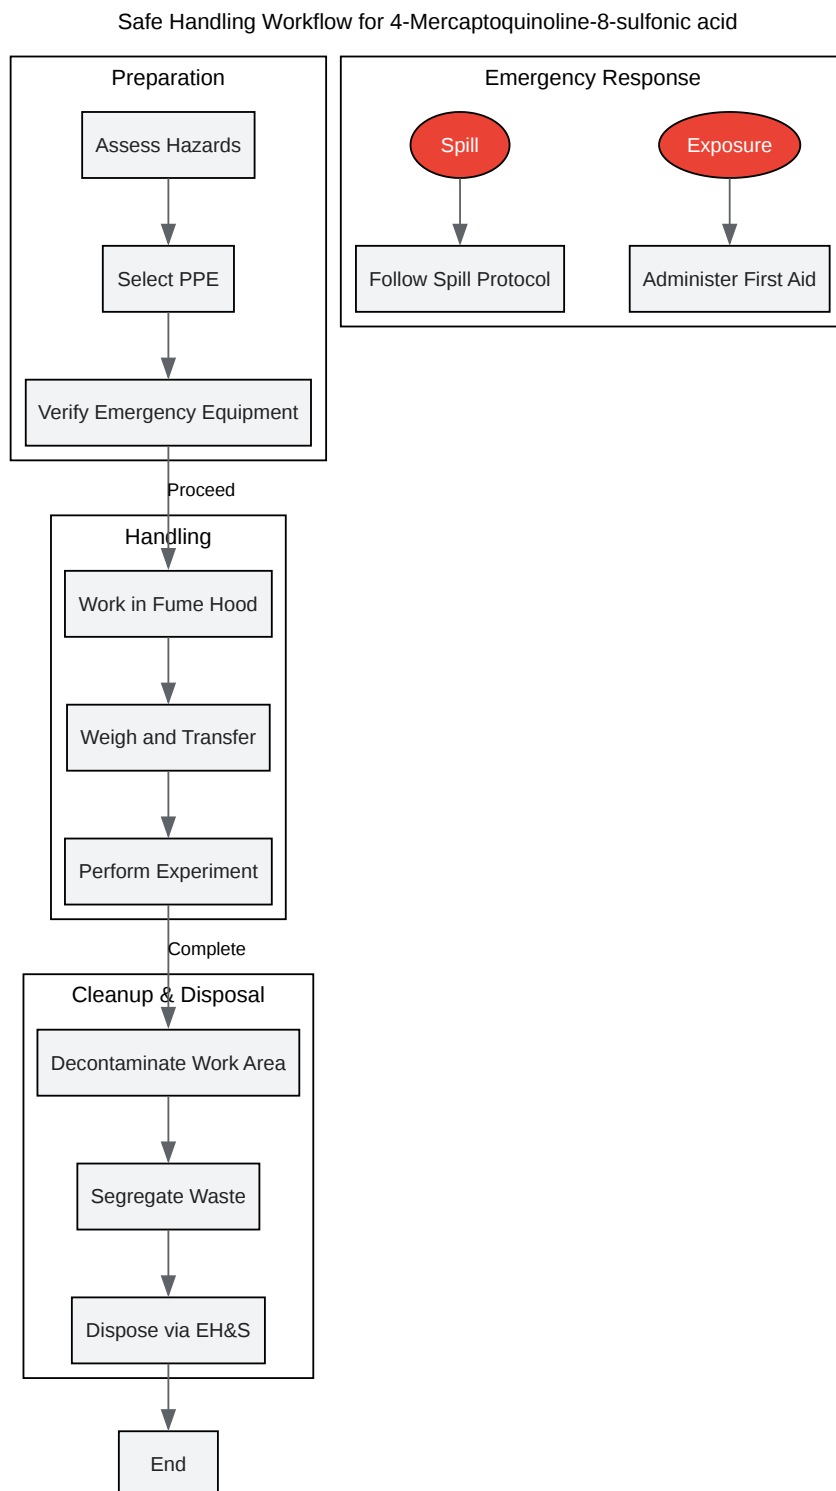 Safe Handling Workflow for 4-Mercaptoquinoline-8-sulfonic acid
Preparation
Assess Hazards
Select PPE
Verify Emergency Equipment
Proceed
Handling
Work in Fume Hood
Weigh and Transfer
Perform Experiment
Complete
Cleanup & Disposal
Decontaminate Work Area
Segregate Waste
Dispose via EH&S
End
Emergency Response
Spill
Follow Spill Protocol
Exposure
Administer First Aid